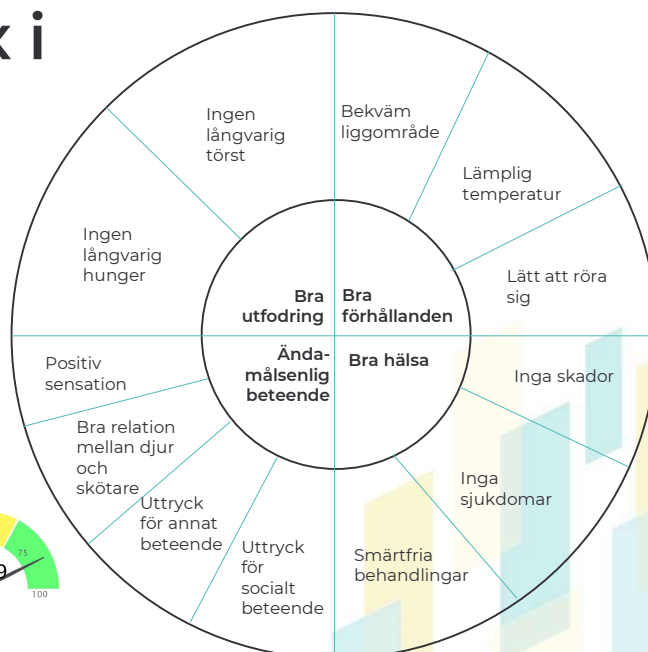 k i
Ingen
långvarig
törst
Bekväm
liggområde
Lämplig
temperatur
Ingen
långvarig
hunger
Lätt att röra
sig
Bra
utfodring
Bra
förhållanden
Ända-
målsenlig
beteende
Bra hälsa
Positiv
sensation
Inga skador
Bra relation
mellan djur
och
skötare
Inga
sjukdomar
Uttryck
för annat
beteende
Uttryck
för
socialt
beteende
Smärtfria
behandlingar
75
9
100